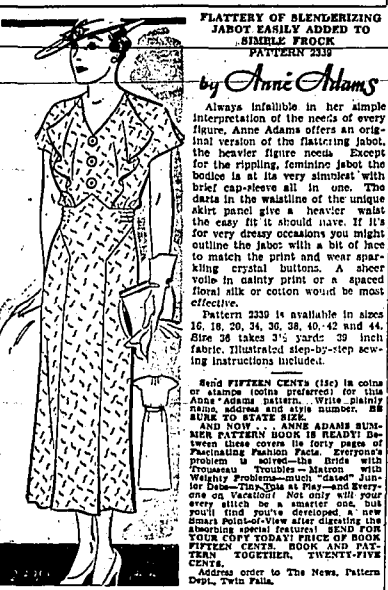 FLATTERY OF SLENDERIZING
JABOT EASILY ADDED TO
SIMPLE FROCK
PATTERN 2339
by Anne Adams
Always infallible in her simple
interpretation of the needs of every
figure, Anne Adams offers an orig-
inal version of the flattering jabot,
the heavier figure needs Except
for the rippling, feminine jabot the
bodice is at its very simplest with
brief cap-sleeve all in one. The
darts in the waistline of the unique
skirt panel give a heavier waist
the easy fit it should have. If it's
for very dressy occasions you might
outline the jabot with a bit of lace
to match the print and wear spar-
kling crystal buttons. A sheer
voile in dainty print or a spaced
floral silk or cotton would be most
effective.
Pattern 2339 is available in sizes
16, 18, 20, 34, 36, 38, 40, 42 and 44.
Size 36 takes yards 39 inch
fabric. Illustrated step-by-step sew-
ing instructions included.
Send FIFTEEN CENTS (15c) in coins
or stamps (coins preferred) for this
Anne Adams pattern. Write plainly
name, address and style number. BE
SURE TO STATE SIZE.
AND NOW - ANNE ADAMS SUM-
MER PATTERN BOOK IS READY! Be-
tween these covers lie forty pages of
Fascinating Fashion Facts. Everyone's
problem is solved—the Bride with
Trousseau Troubles—Matron with
Weighty Problems—much "dated" Jun-
ior Debs—Tiny Tots at Play—and Every-
one on Vacation! Not only will your
every stitch be a smarter one, but
you'll find you've developed, a new
Smart Point-of-View after digesting the
absorbing special features! SEND FOR
YOUR COPY TODAY! PRICE OF BOOK
FIFTEEN CENTS. BOOK AND PAT-
TERN TOGETHER, TWENTY-FIVE
CENTS.
Address order to The News, Pattern
Dept., Twin Falls.
2339